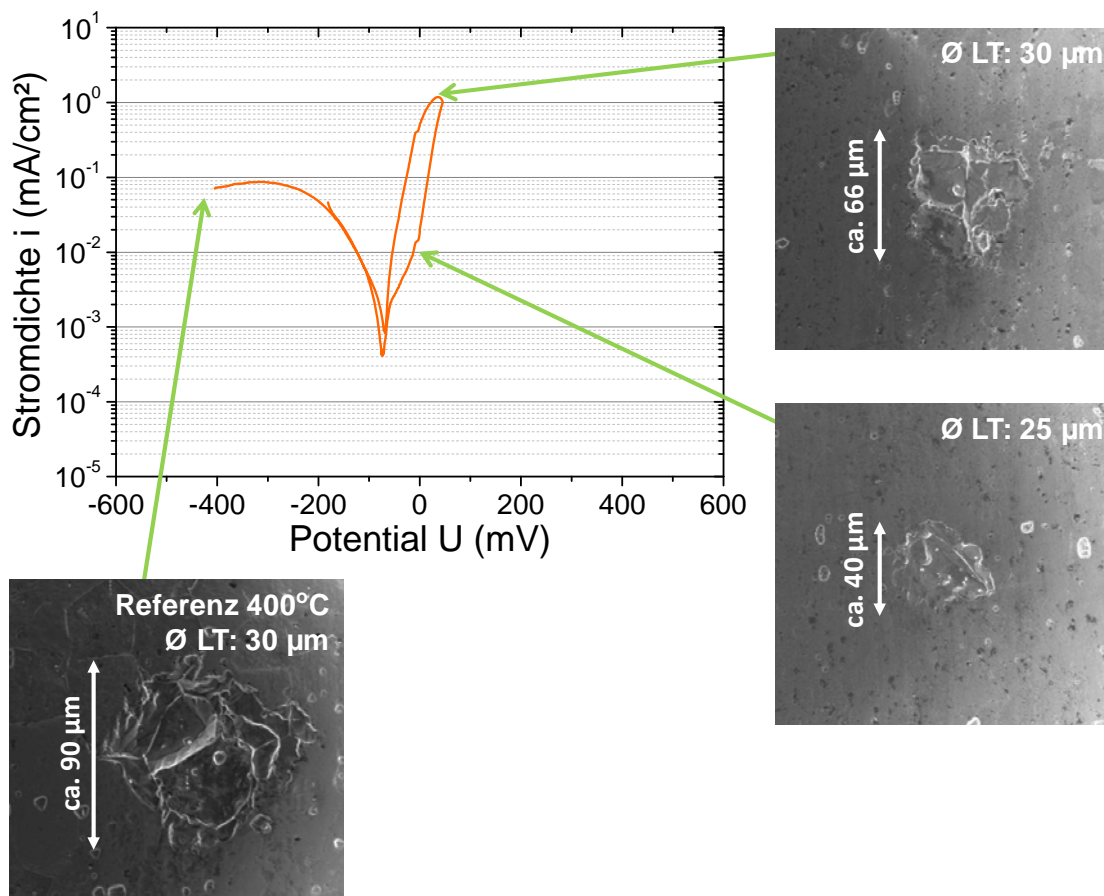 10¹
10⁰
10⁻¹
10⁻²
10⁻³
10⁻⁴
10⁻⁵
Stromdichte i (mA/cm²)
-600 -400 -200 0 200 400 600
Potential U (mV)
Ø LT: 30 µm
ca. 66 µm
Ø LT: 25 µm
ca. 40 µm
Referenz 400°C
Ø LT: 30 µm
ca. 90 µm